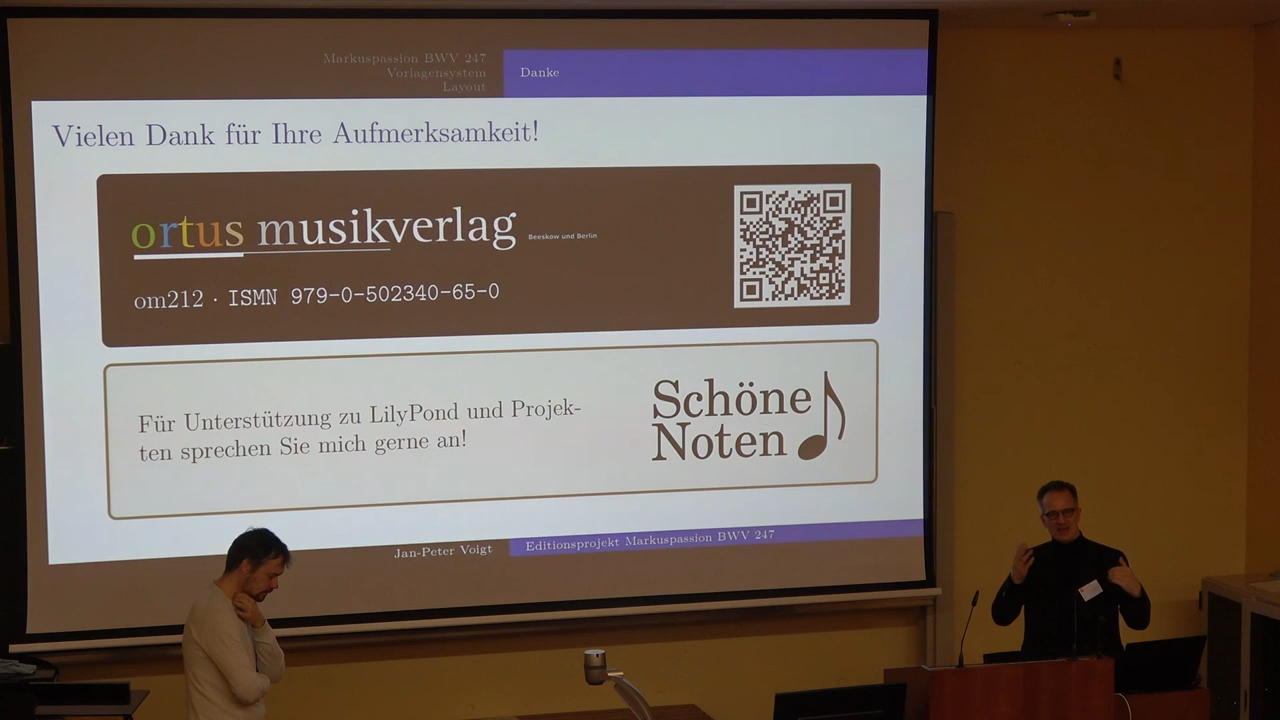 Markuspassion BWV 247
Vorlagensystem
Layout
Danke
Vielen Dank für Ihre Aufmerksamkeit!
ortus musikverlag Beeskow und Berlin
om212 · ISMN 979-0-502340-65-0
Für Unterstützung zu LilyPond und Projek-
ten sprechen Sie mich gerne an!
Schöne
Noten
Jan-Peter Voigt
Editionsprojekt Markuspassion BWV 247